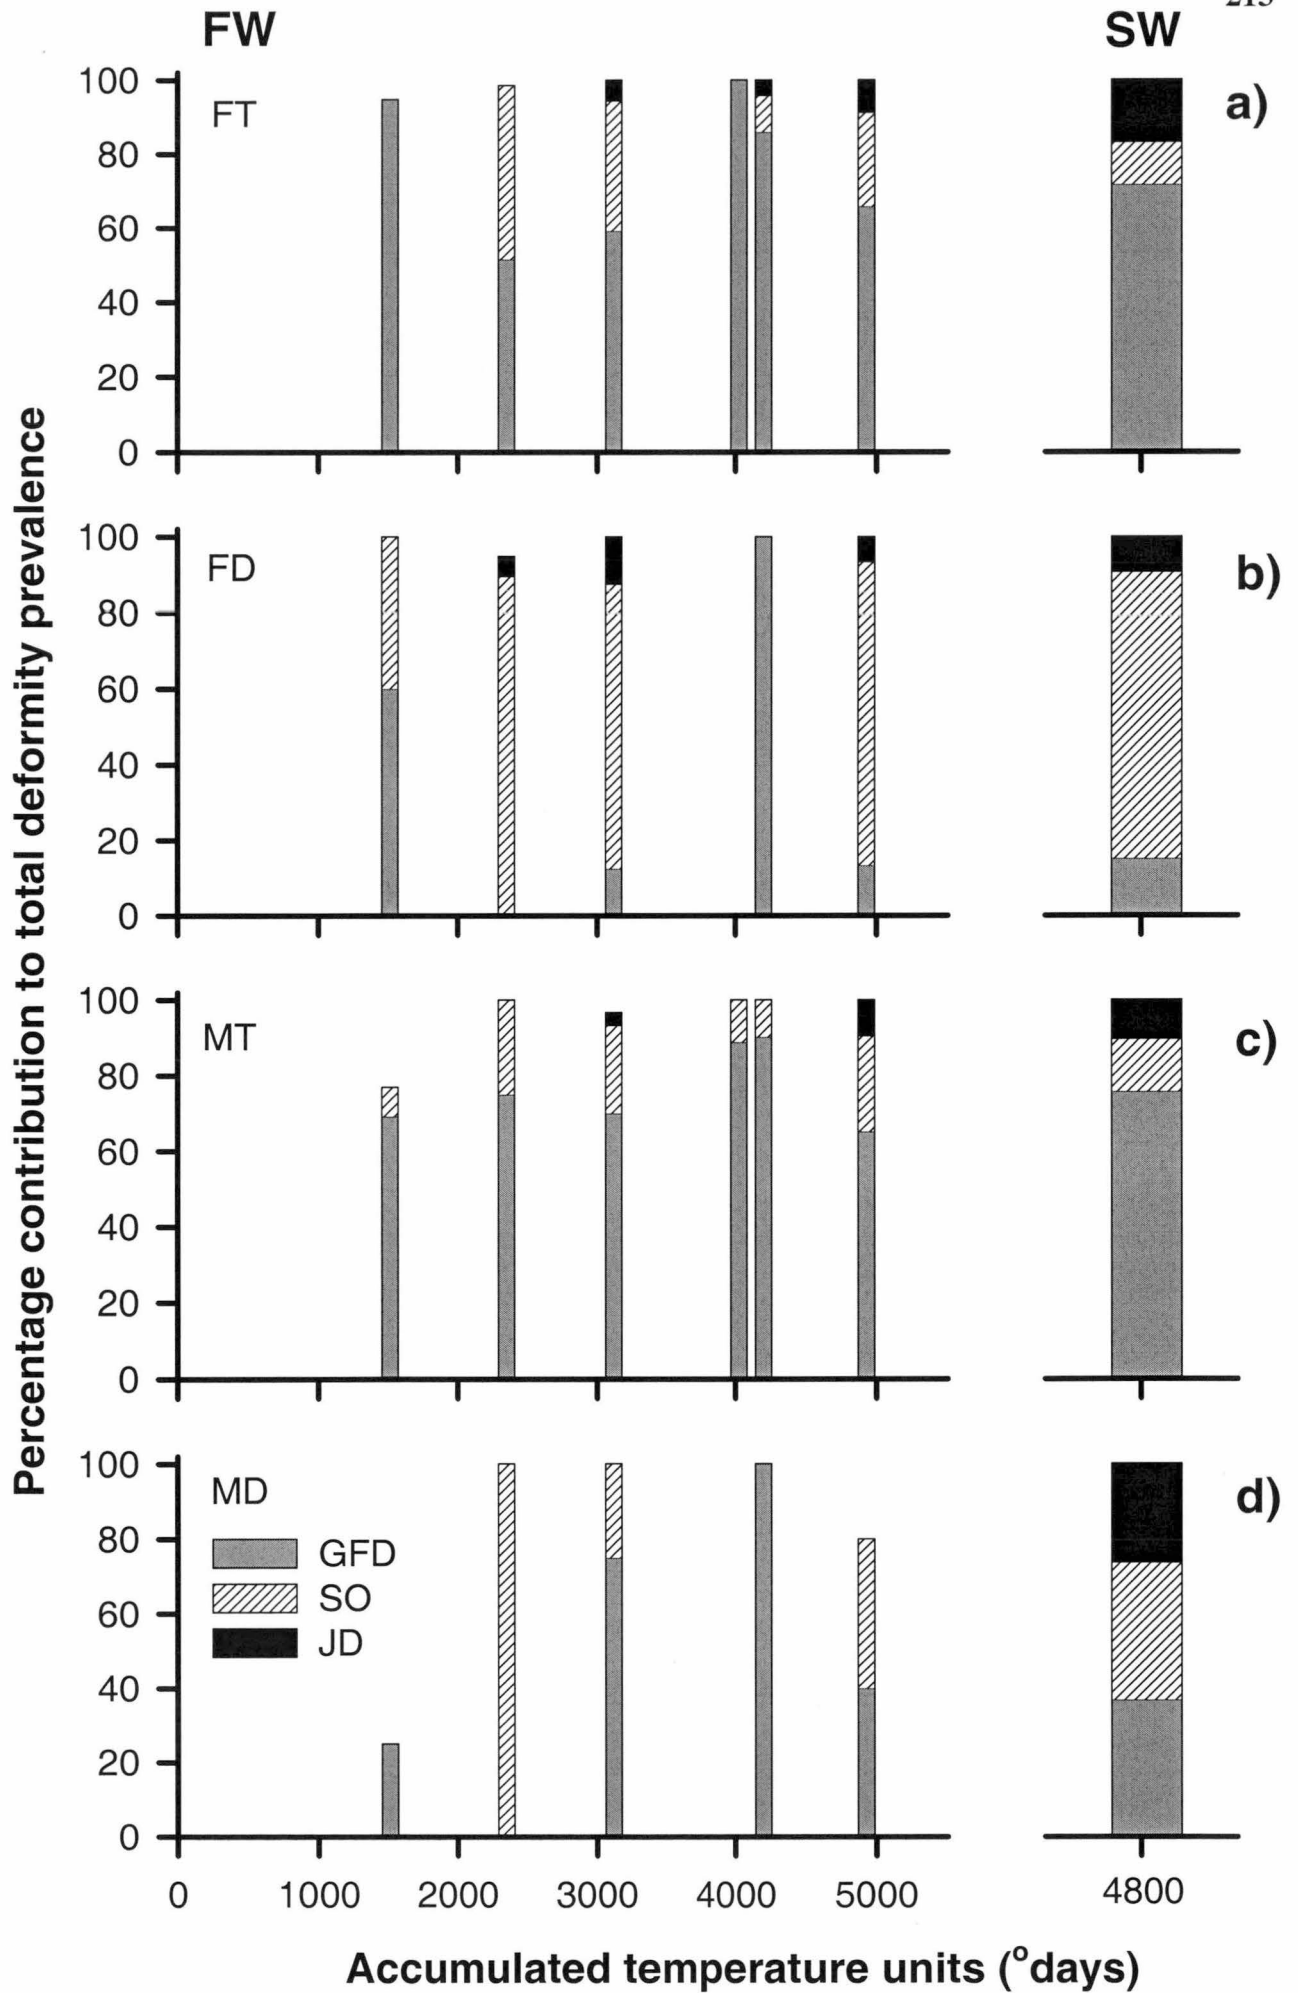 FW
SW
a)
FT
100
80
60
40
20
0
b)
FD
100
80
60
40
20
0
c)
MT
100
80
60
40
20
0
d)
MD
GFD
SO
JD
100
80
60
40
20
0
0 1000 2000 3000 4000 5000 4800
Percentage contribution to total deformity prevalence
Accumulated temperature units (°days)